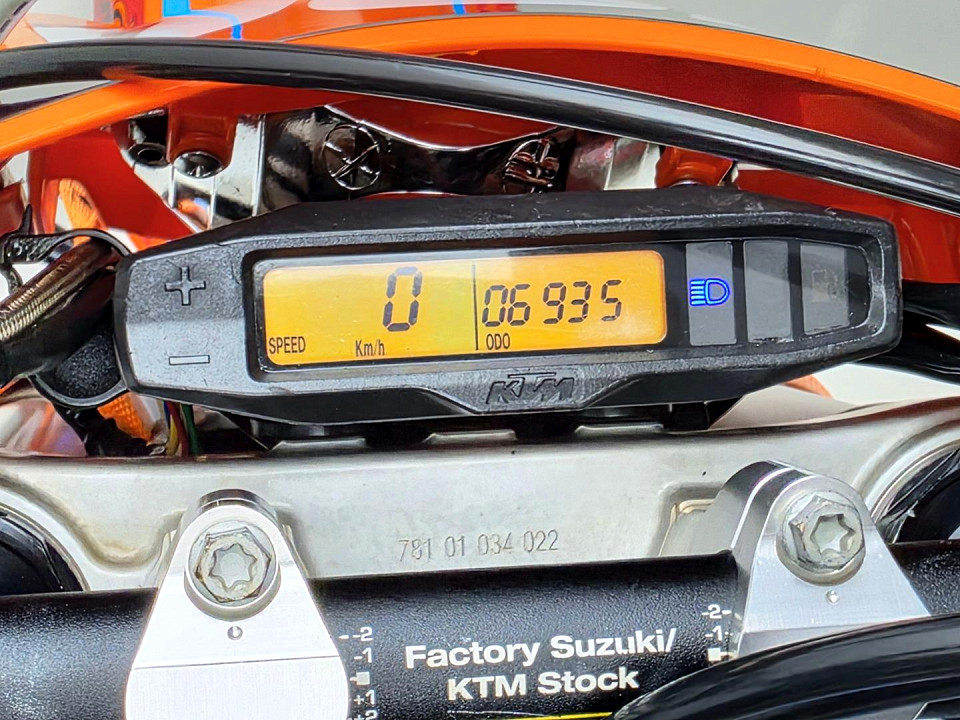 0
06935
SPEED
Km/h
ODO
KTM
781 01 034 022
-2
-1
+1
+2
Factory Suzuki/
KTM Stock
-2
-1